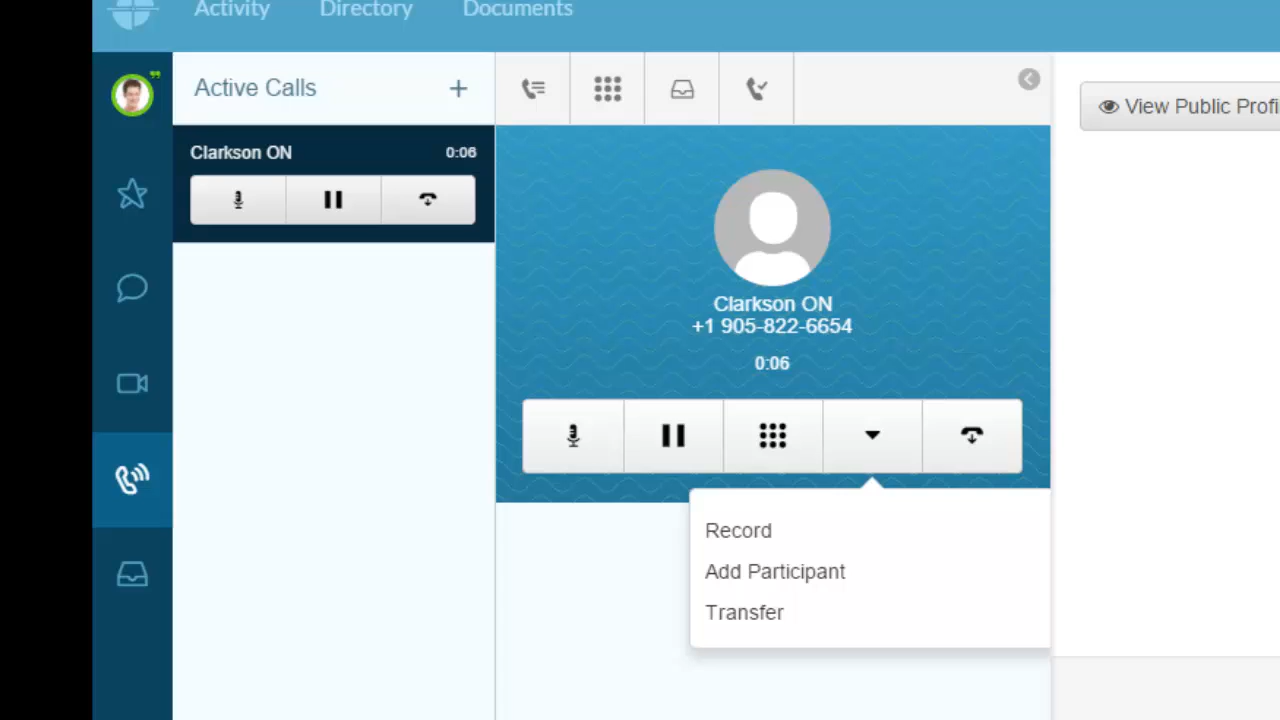 Activity Directory Documents
Active Calls +
View Public Profi
Clarkson ON 0:06
Clarkson ON
+1 905-822-6654
0:06
Record
Add Participant
Transfer